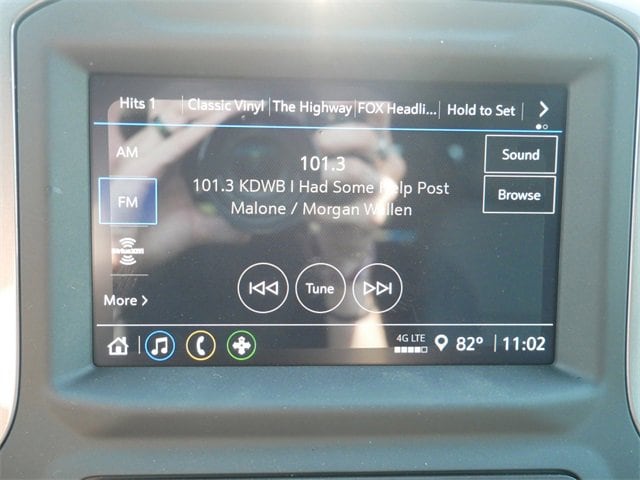 Hits 1
Classic Vinyl
The Highway
FOX Headli...
Hold to Set
AM
101.3
Sound
101.3 KDWB I Had Some Help Post
Malone / Morgan Wallen
FM
Browse
SIRIUSXM
More
Tune
4G LTE
82°
11:02